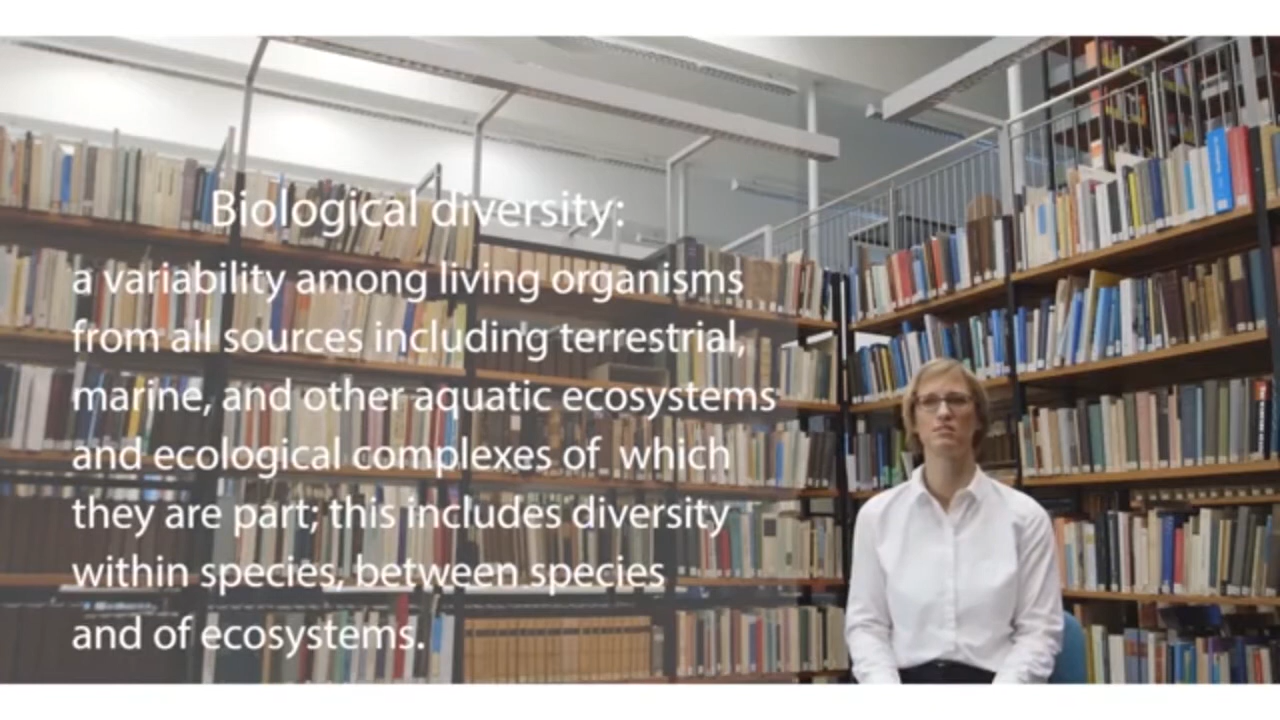 Biological diversity:
a variability among living organisms
from all sources including terrestrial,
marine, and other aquatic ecosystems
and ecological complexes of  which
they are part; this includes diversity
within species, between species
and of ecosystems.